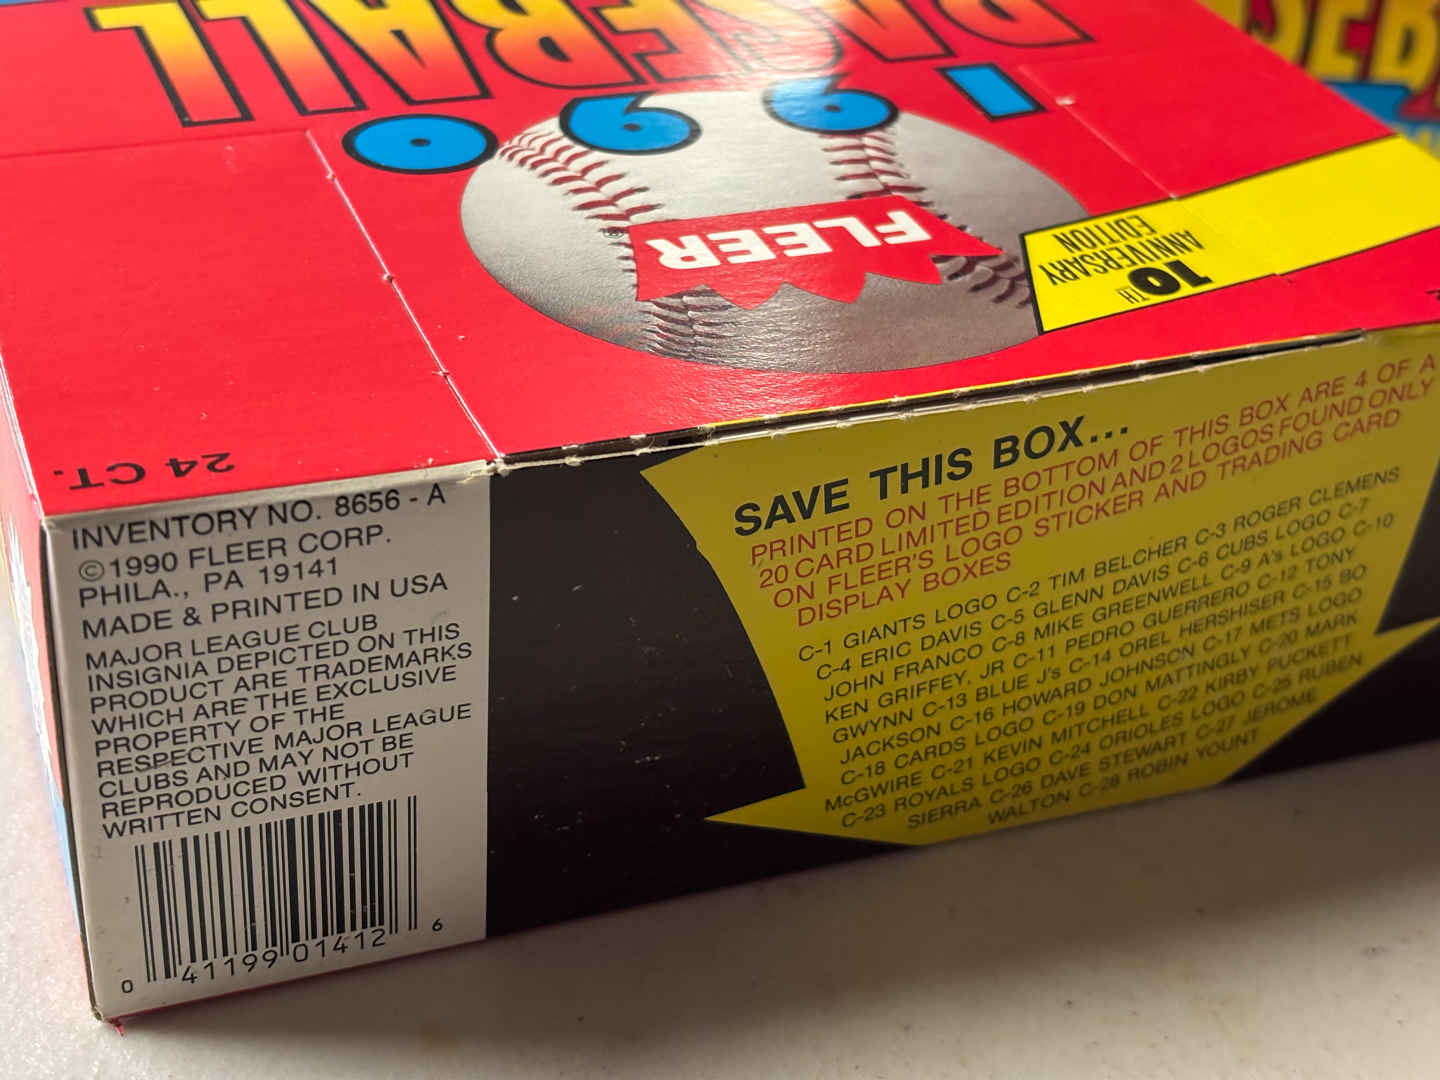 BASEBALL
1990
FLEER
®
10TH
ANNIVERSARY
EDITION
24 CT.
INVENTORY NO. 8656 - A
©1990 FLEER CORP.
PHILA., PA 19141
MADE & PRINTED IN USA
MAJOR LEAGUE CLUB
INSIGNIA DEPICTED ON THIS
PRODUCT ARE TRADEMARKS
WHICH ARE THE EXCLUSIVE
PROPERTY OF THE
RESPECTIVE MAJOR LEAGUE
CLUBS AND MAY NOT BE
REPRODUCED WITHOUT
WRITTEN CONSENT.
0 41199 01412 6
SAVE THIS BOX...
PRINTED ON THE BOTTOM OF THIS BOX ARE 4 OF A
20 CARD LIMITED EDITION AND 2 LOGOS FOUND ONLY
ON FLEER'S LOGO STICKER AND TRADING CARD
DISPLAY BOXES
C-1 GIANTS LOGO C-2 TIM BELCHER C-3 ROGER CLEMENS
C-4 ERIC DAVIS C-5 GLENN DAVIS C-6 CUBS LOGO C-7
JOHN FRANCO C-8 MIKE GREENWELL C-9 A's LOGO C-10
KEN GRIFFEY, JR C-11 PEDRO GUERRERO C-12 TONY
GWYNN C-13 BLUE J's C-14 OREL HERSHISER C-15 BO
JACKSON C-16 HOWARD JOHNSON C-17 METS LOGO
C-18 CARDS LOGO C-19 DON MATTINGLY C-20 MARK
McGWIRE C-21 KEVIN MITCHELL C-22 KIRBY PUCKETT
C-23 ROYALS LOGO C-24 ORIOLES LOGO C-25 RUBEN
SIERRA C-26 DAVE STEWART C-27 JEROME
WALTON C-28 ROBIN YOUNT